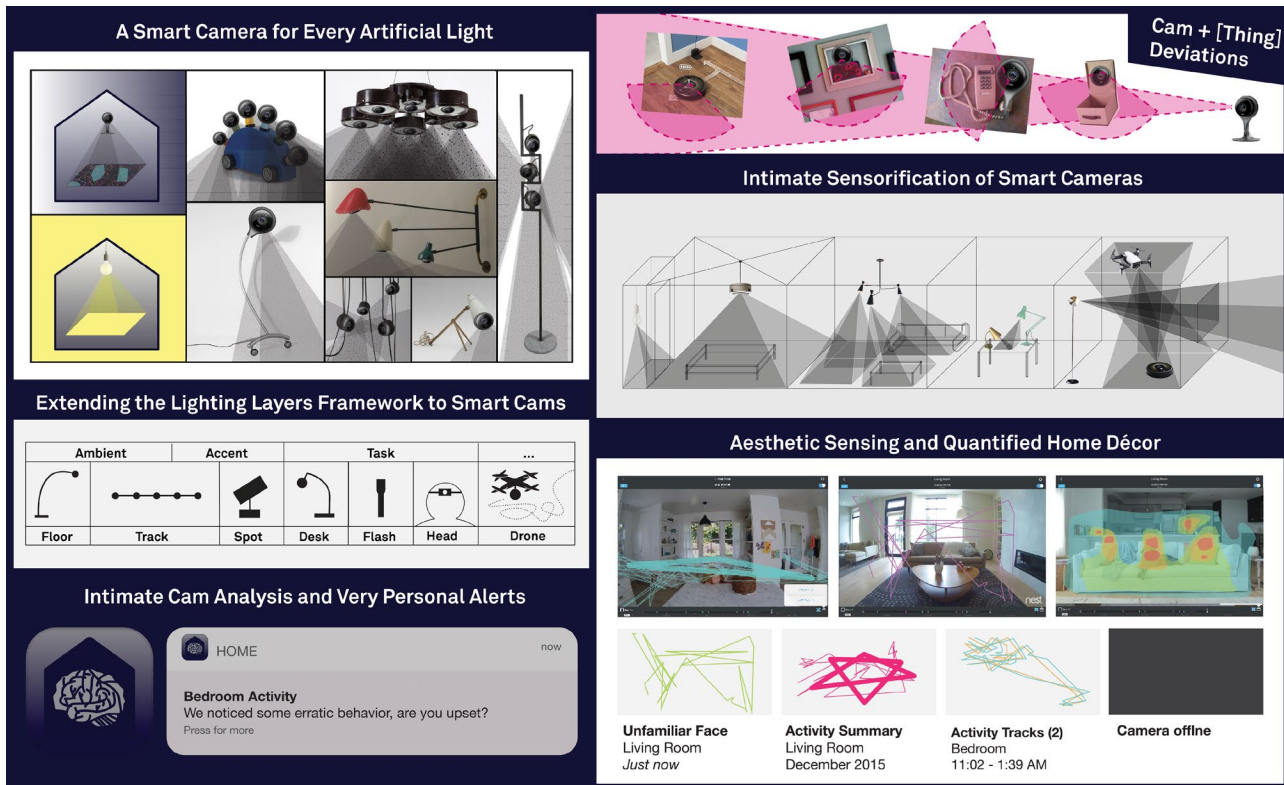 A Smart Camera for Every Artificial Light
Cam + [Thing]
Deviations
Intimate Sensorification of Smart Cameras
Extending the Lighting Layers Framework to Smart Cams
Ambient
Accent
Task
...
Floor
Track
Spot
Desk
Flash
Head
Drone
Intimate Cam Analysis and Very Personal Alerts
HOME
now
Bedroom Activity
We noticed some erratic behavior, are you upset?
Press for more
Aesthetic Sensing and Quantified Home Décor
nest
Unfamiliar Face
Living Room
Just now
Activity Summary
Living Room
December 2015
Activity Tracks (2)
Bedroom
11:02 - 1:39 AM
Camera offlne